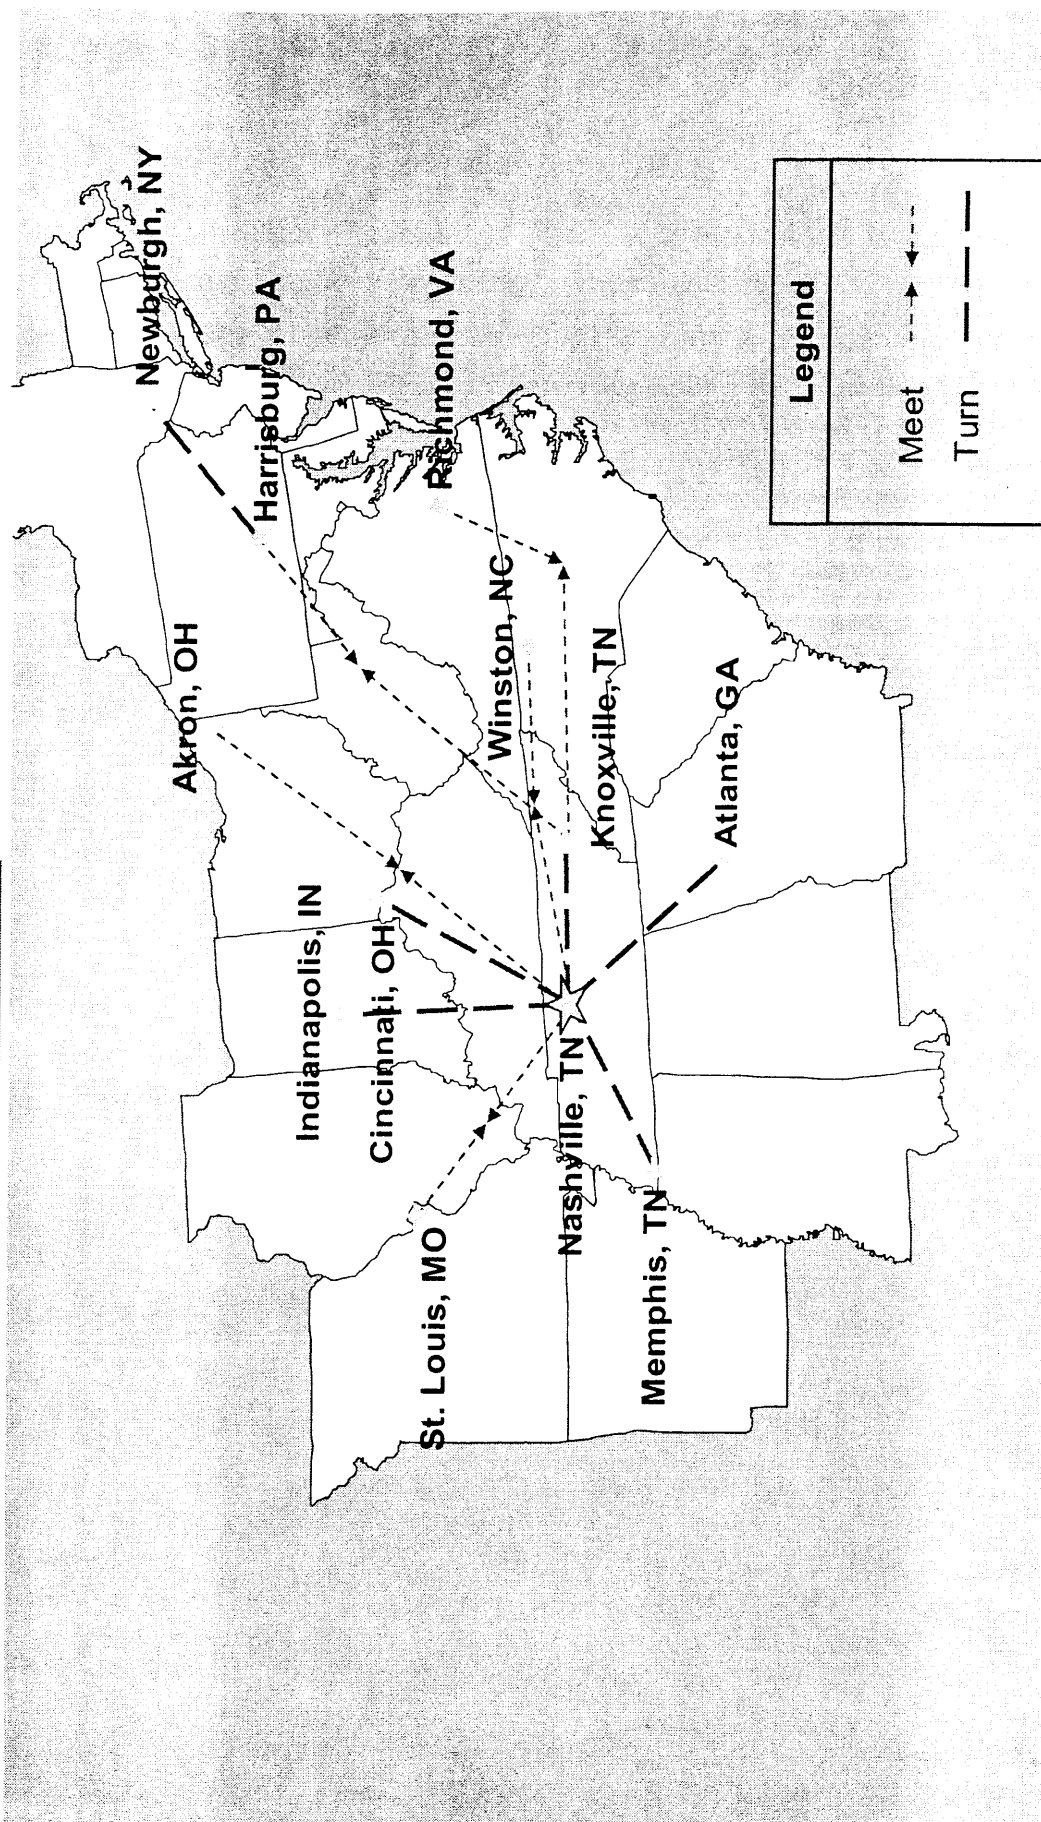 Newburgh, NY
Harrisburg, PA
Akron, OH
Richmond, VA
Indianapolis, IN
Cincinnati, OH
Winston, NC
St. Louis, MO
Knoxville, TN
Nashville, TN
Memphis, TN
Atlanta, GA
Legend
Meet
Turn